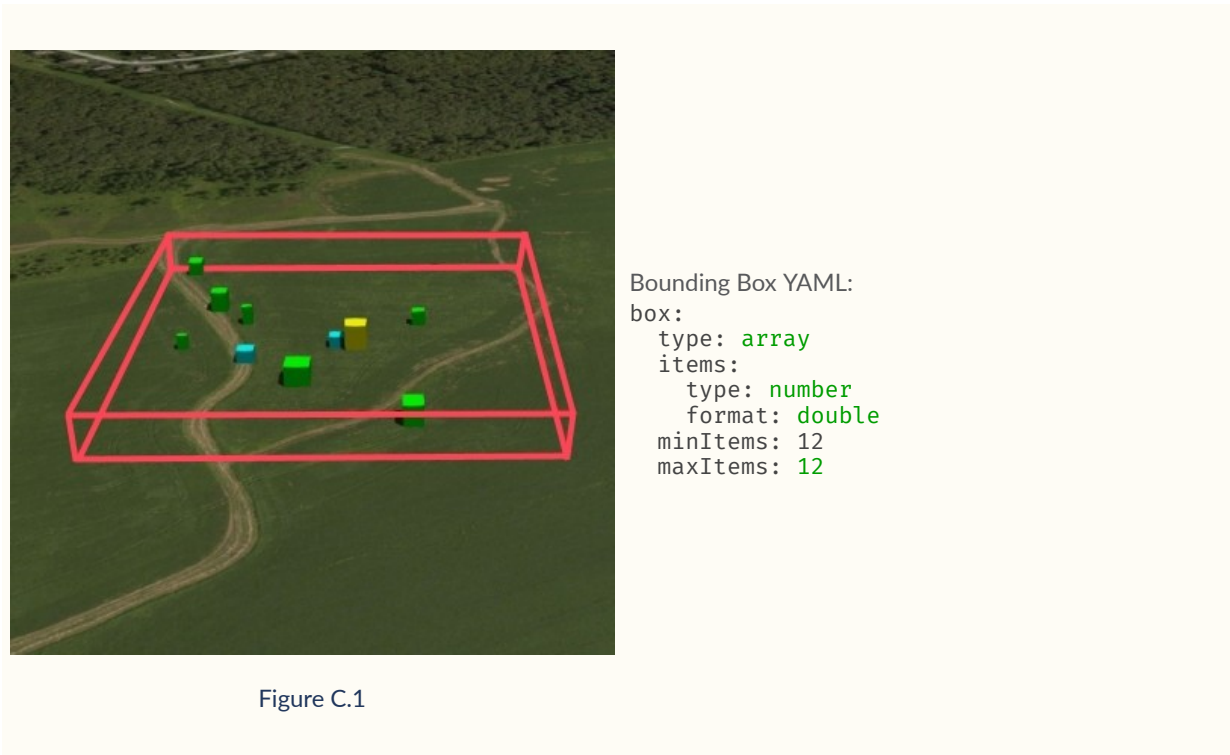 Bounding Box YAML:
box:
  type: array
  items:
    type: number
    format: double
  minItems: 12
  maxItems: 12
Figure C.1